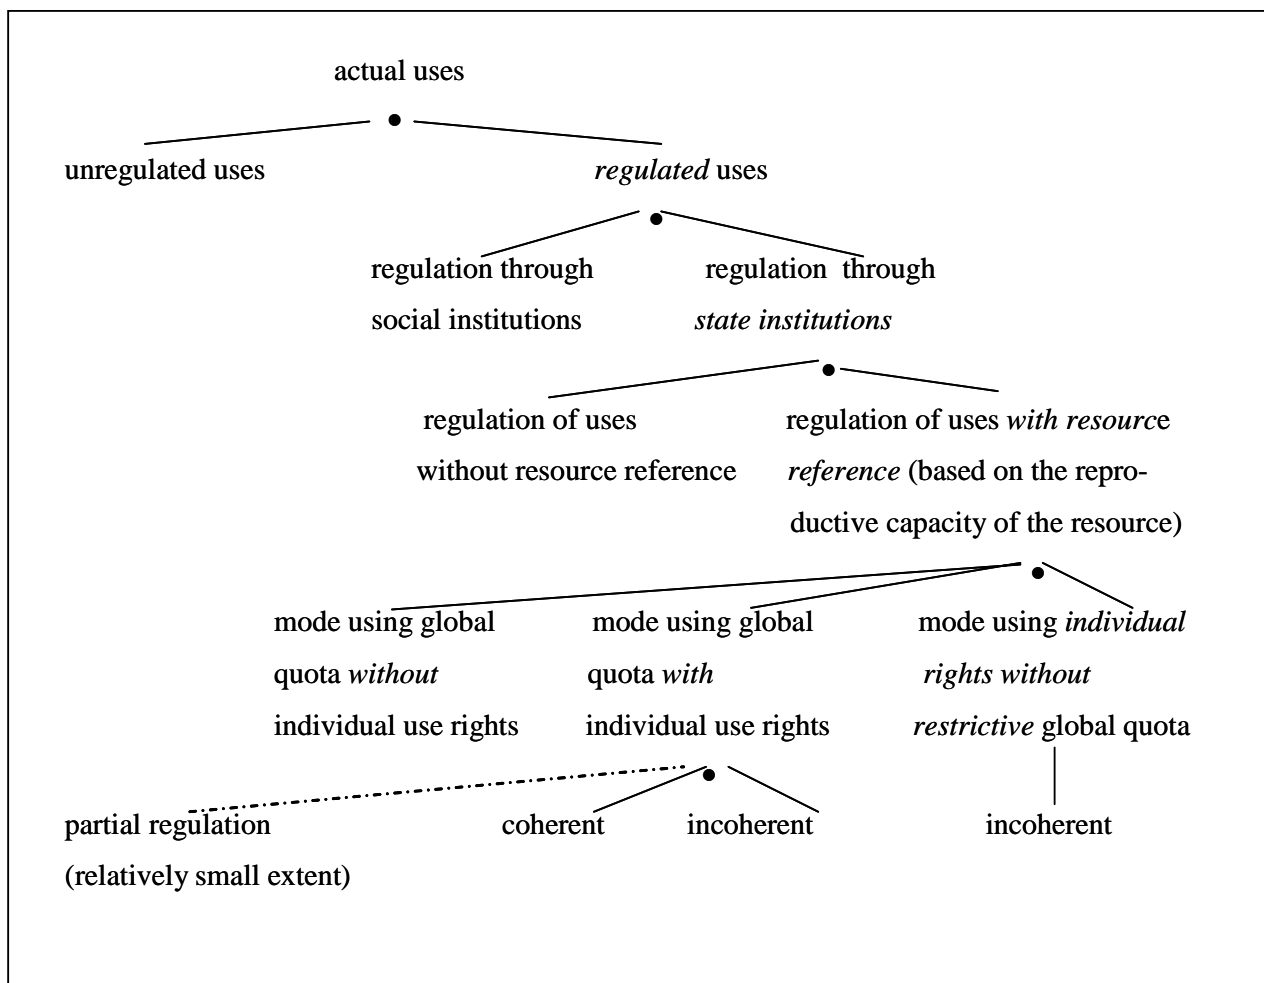 actual uses
unregulated uses
regulated uses
regulation through
social institutions
regulation through
state institutions
regulation of uses
without resource reference
regulation of uses with resource
reference (based on the repro-
ductive capacity of the resource)
mode using global
quota without
individual use rights
mode using global
quota with
individual use rights
mode using individual
rights without
restrictive global quota
partial regulation
(relatively small extent)
coherent
incoherent
incoherent